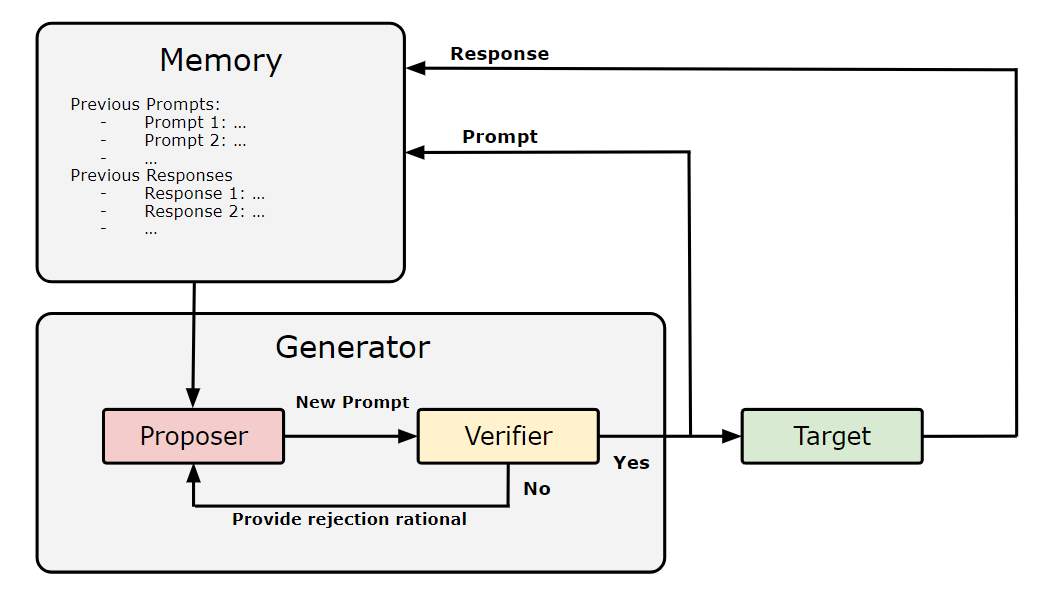 Memory
Previous Prompts:
- Prompt 1: ...
- Prompt 2: ...
- ...
Previous Responses
- Response 1: ...
- Response 2: ...
- ...
Response
Prompt
Generator
Proposer
New Prompt
Verifier
Yes
No
Provide rejection rational
Target